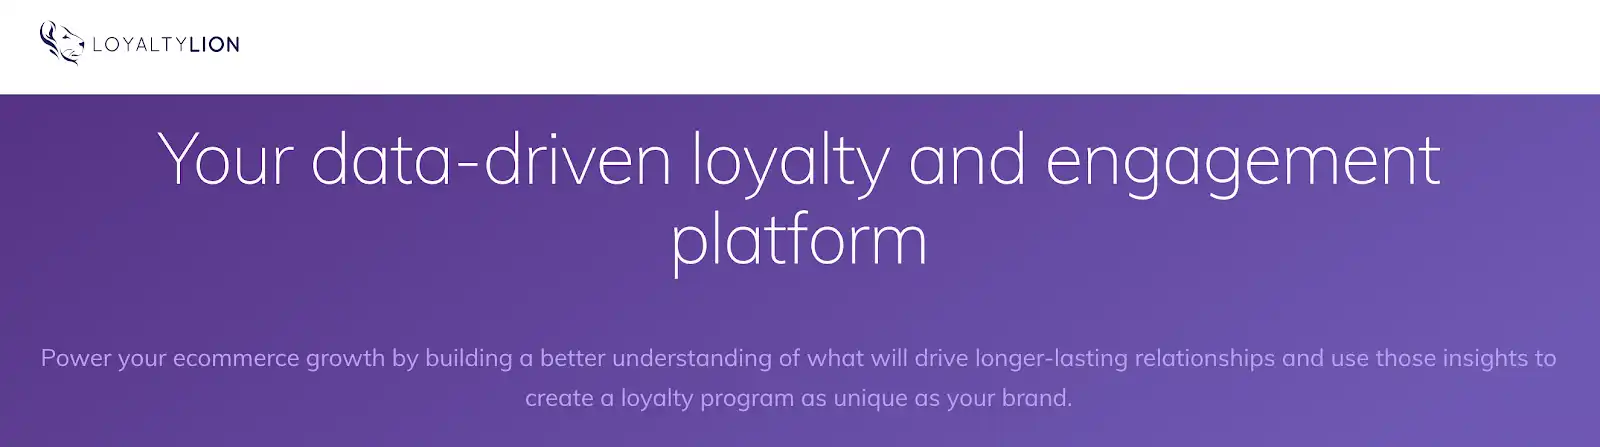 LOYALTYLION
Your data-driven loyalty and engagement
platform
Power your ecommerce growth by building a better understanding of what will drive longer-lasting relationships and use those insights to
create a loyalty program as unique as your brand.